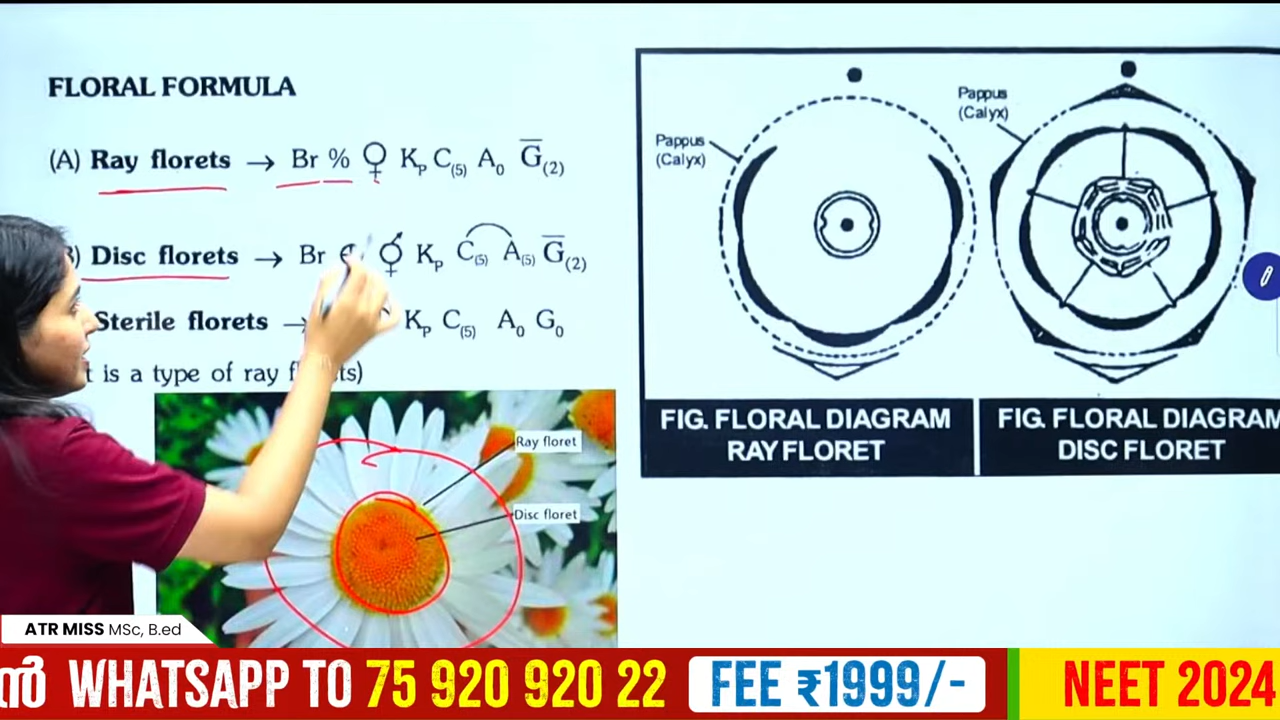 FLORAL FORMULA
(A) Ray florets → Br % ♀ Kₚ C₍₅₎ A₀ G̅₍₂₎
) Disc florets → Br ⚥ Kₚ C₍₅₎ A₍₅₎ G̅₍₂₎
Sterile florets → Kₚ C₍₅₎ A₀ G₀
t is a type of ray f ts)
Ray floret
Disc floret
Pappus
(Calyx)
Pappus
(Calyx)
FIG. FLORAL DIAGRAM
RAY FLORET
FIG. FLORAL DIAGRAM
DISC FLORET
ATR MISS MSc, B.ed
ൻ WHATSAPP TO 75 920 920 22 FEE ₹1999/- NEET 2024